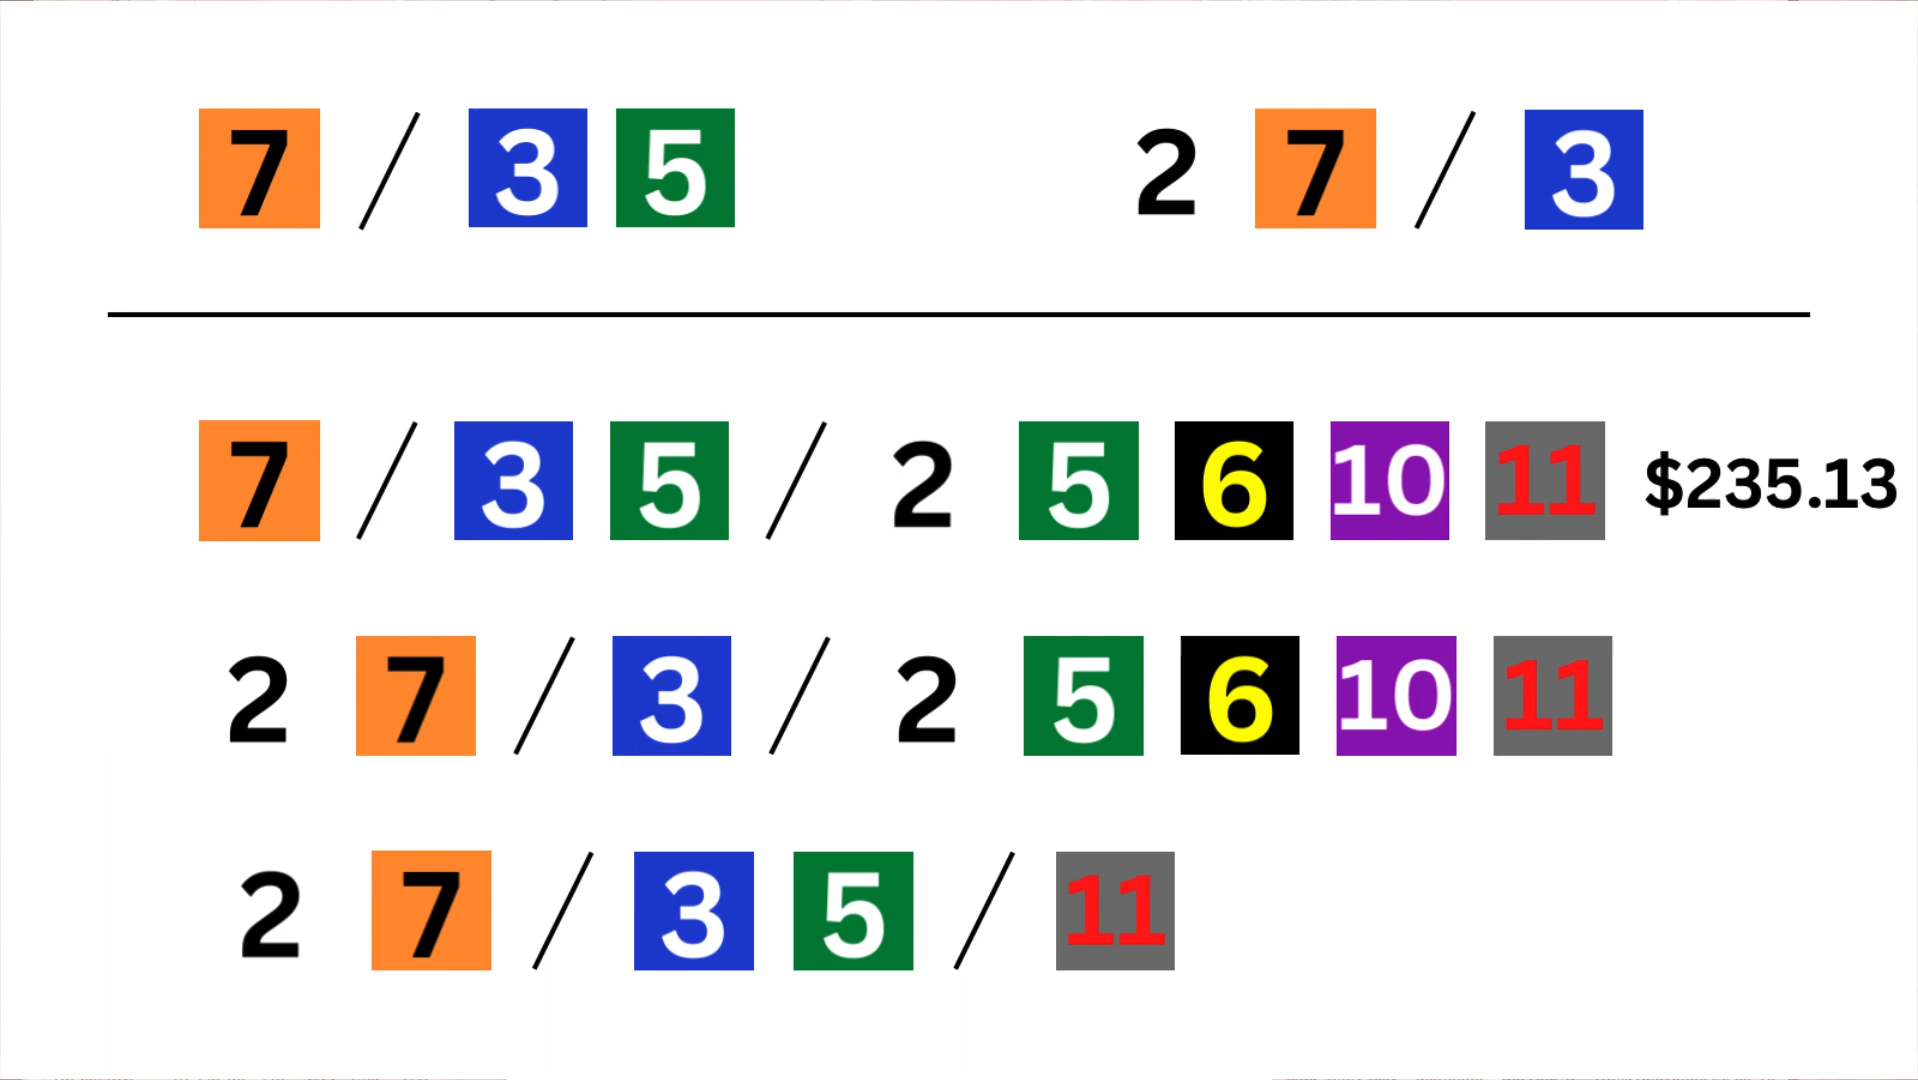 7 / 3 5 2 7 / 3
7 / 3 5 / 2 5 6 10 11 $235.13
2 7 / 3 / 2 5 6 10 11
2 7 / 3 5 / 11